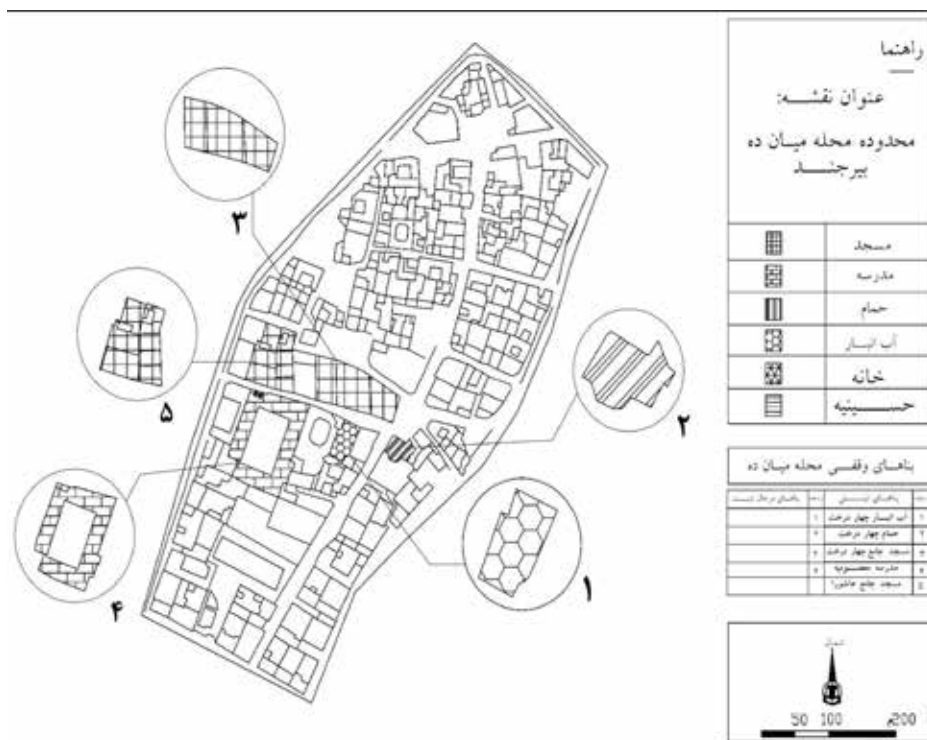 راهنما
عنوان نقشه:
محدوده محله میان ده
بیرجند
مسجد
مدرسه
حمام
آب انبار
خانه
حسینیه
بناهای وقفی محله میان ده
آب انبار چهار درخت
حمام چهار درخت
مسجد جامع چهار درخت
مدرسه معصومیه
مسجد جامع عاشورا
شمال
50 100 200م
۳
۵
۲
۴
۱